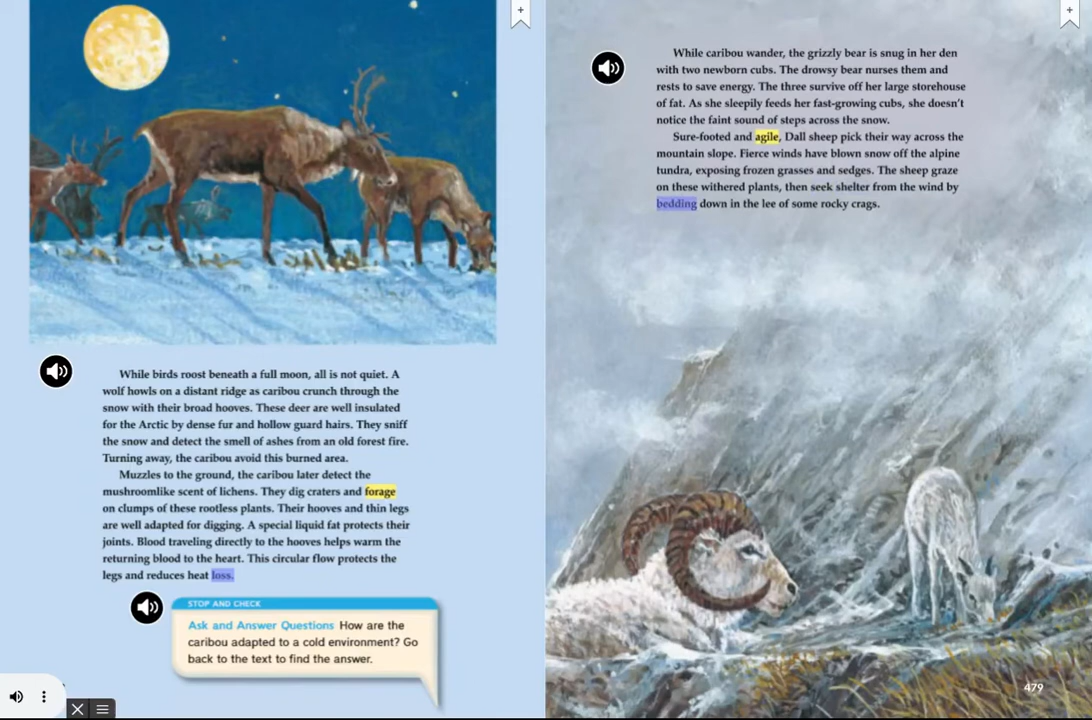 While birds roost beneath a full moon, all is not quiet. A
wolf howls on a distant ridge as caribou crunch through the
snow with their broad hooves. These deer are well insulated
for the Arctic by dense fur and hollow guard hairs. They sniff
the snow and detect the smell of ashes from an old forest fire.
Turning away, the caribou avoid this burned area.
Muzzles to the ground, the caribou later detect the
mushroomlike scent of lichens. They dig craters and forage
on clumps of these rootless plants. Their hooves and thin legs
are well adapted for digging. A special liquid fat protects their
joints. Blood traveling directly to the hooves helps warm the
returning blood to the heart. This circular flow protects the
legs and reduces heat loss.
STOP AND CHECK
Ask and Answer Questions How are the
caribou adapted to a cold environment? Go
back to the text to find the answer.
While caribou wander, the grizzly bear is snug in her den
with two newborn cubs. The drowsy bear nurses them and
rests to save energy. The three survive off her large storehouse
of fat. As she sleepily feeds her fast-growing cubs, she doesn't
notice the faint sound of steps across the snow.
Sure-footed and agile, Dall sheep pick their way across the
mountain slope. Fierce winds have blown snow off the alpine
tundra, exposing frozen grasses and sedges. The sheep graze
on these withered plants, then seek shelter from the wind by
bedding down in the lee of some rocky crags.
479